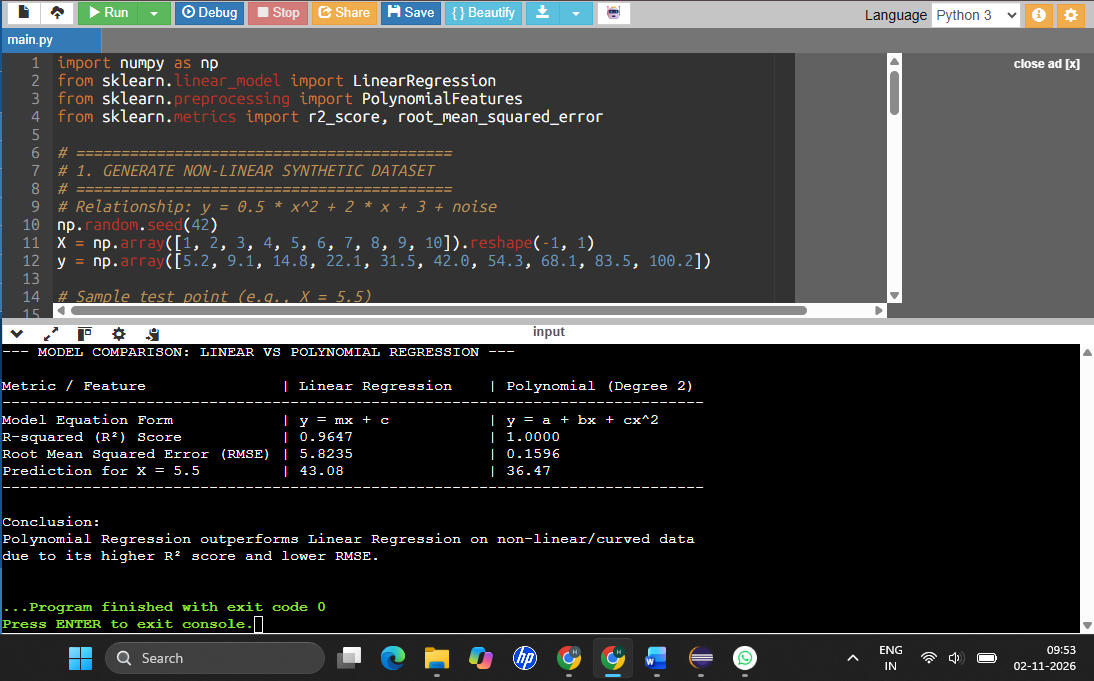 Run Debug Stop Share Save { } Beautify Language Python 3
main.py
close ad [x]
1 import numpy as np
2 from sklearn.linear_model import LinearRegression
3 from sklearn.preprocessing import PolynomialFeatures
4 from sklearn.metrics import r2_score, root_mean_squared_error
5
6 # ==========================================
7 # 1. GENERATE NON-LINEAR SYNTHETIC DATASET
8 # ==========================================
9 # Relationship: y = 0.5 * x^2 + 2 * x + 3 + noise
10 np.random.seed(42)
11 X = np.array([1, 2, 3, 4, 5, 6, 7, 8, 9, 10]).reshape(-1, 1)
12 y = np.array([5.2, 9.1, 14.8, 22.1, 31.5, 42.0, 54.3, 68.1, 83.5, 100.2])
13
14 # Sample test point (e.g., X = 5.5)
15
input
--- MODEL COMPARISON: LINEAR VS POLYNOMIAL REGRESSION ---
Metric / Feature | Linear Regression | Polynomial (Degree 2)
------------------------------------------------------------------------------
Model Equation Form | y = mx + c | y = a + bx + cx^2
R-squared (R²) Score | 0.9647 | 1.0000
Root Mean Squared Error (RMSE) | 5.8235 | 0.1596
Prediction for X = 5.5 | 43.08 | 36.47
------------------------------------------------------------------------------
Conclusion:
Polynomial Regression outperforms Linear Regression on non-linear/curved data
due to its higher R² score and lower RMSE.
...Program finished with exit code 0
Press ENTER to exit console.
Search
ENG
IN
09:53
02-11-2026